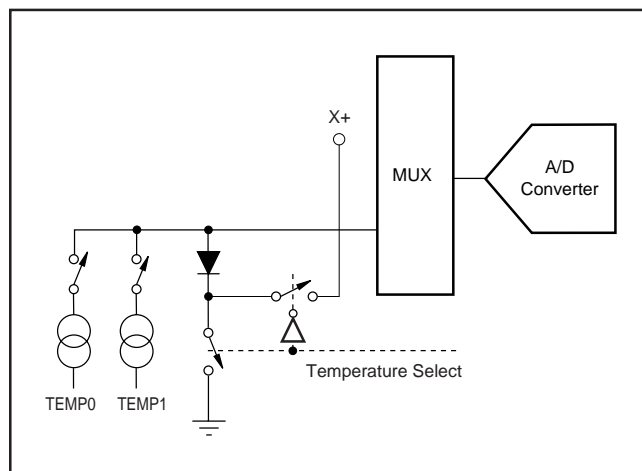 X+
MUX
A/D
Converter
Temperature Select
TEMP0 TEMP1